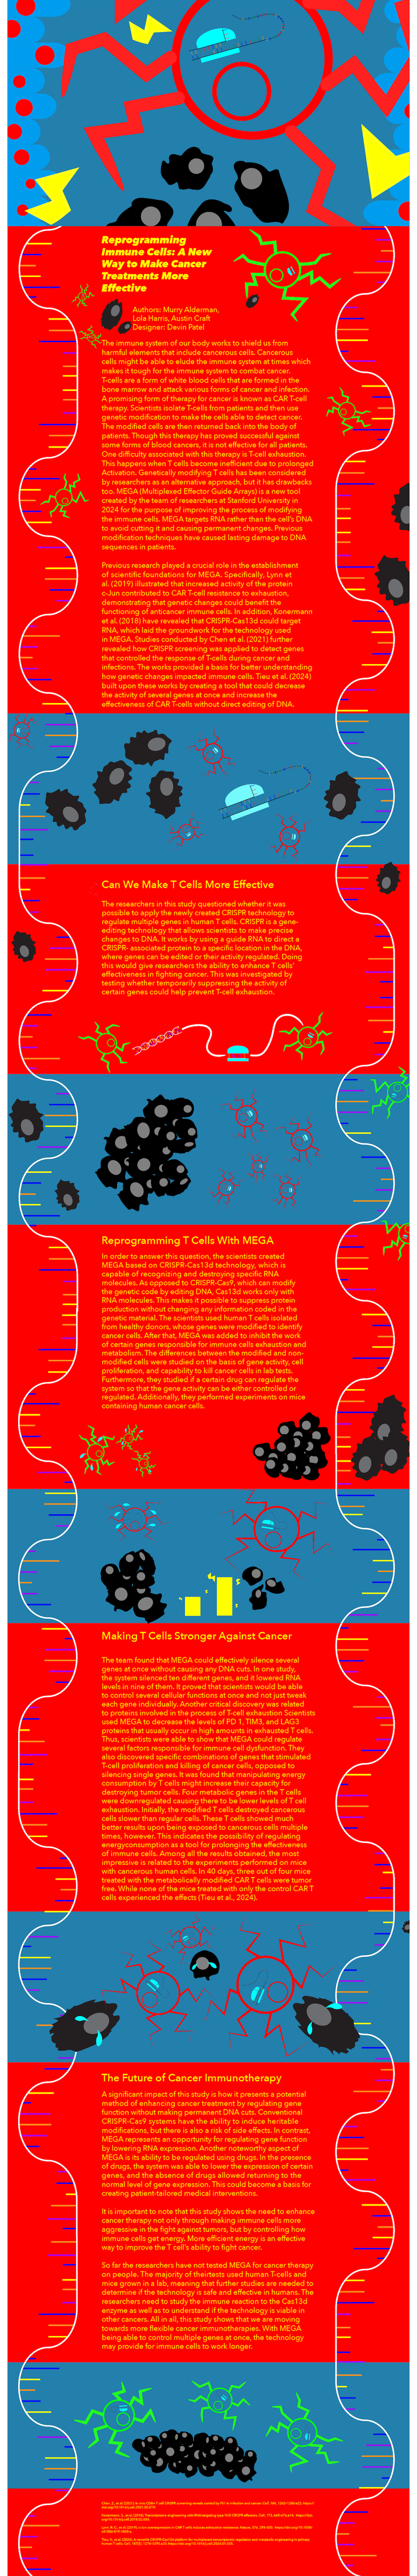 Reprogramming
Immune Cells: A New
Way to Make Cancer
Treatments More
Effective
Authors: Murry Alderman,
Lola Harris, Austin Craft
Designer: Devin Patel
The immune system of our body works to shield us from
harmful elements that include cancerous cells. Cancerous
cells might be able to elude the immune system at times which
makes it tough for the immune system to combat cancer.
T-cells are a form of white blood cells that are formed in the
bone marrow and attack various forms of cancer and infection.
A promising form of therapy for cancer is known as CAR T-cell
therapy. Scientists isolate T-cells from patients and then use
genetic modification to make the cells able to detect cancer.
The modified cells are then returned back into the body of
patients. Though this therapy has proved successful against
some forms of blood cancers, it is not effective for all patients.
One difficulty associated with this therapy is T-cell exhaustion.
This happens when T cells become inefficient due to prolonged
Activation. Genetically modifying T cells has been considered
by researchers as an alternative approach, but it has drawbacks
too. MEGA (Multiplexed Effector Guide Arrays) is a new tool
created by the team of researchers at Stanford University in
2024 for the purpose of improving the process of modifying
the immune cells. MEGA targets RNA rather than the cell's DNA
to avoid cutting it and causing permanent changes. Previous
modification techniques have caused lasting damage to DNA
sequences in patients.
Previous research played a crucial role in the establishment
of scientific foundations for MEGA. Specifically, Lynn et
al. (2019) illustrated that increased activity of the protein
c-Jun contributed to CAR T-cell resistance to exhaustion,
demonstrating that genetic changes could benefit the
functioning of anticancer immune cells. In addition, Konermann
et al. (2018) have revealed that CRISPR-Cas13d could target
RNA, which laid the groundwork for the technology used
in MEGA. Studies conducted by Chen et al. (2021) further
revealed how CRISPR screening was applied to detect genes
that controlled the response of T-cells during cancer and
infections. The works provided a basis for better understanding
how genetic changes impacted immune cells. Tieu et al. (2024)
built upon these works by creating a tool that could decrease
the activity of several genes at once and increase the
effectiveness of CAR T-cells without direct editing of DNA.
Can We Make T Cells More Effective
The researchers in this study questioned whether it was
possible to apply the newly created CRISPR technology to
regulate multiple genes in human T cells. CRISPR is a gene-
editing technology that allows scientists to make precise
changes to DNA. It works by using a guide RNA to direct a
CRISPR- associated protein to a specific location in the DNA,
where genes can be edited or their activity regulated. Doing
this would give researchers the ability to enhance T cells'
effectiveness in fighting cancer. This was investigated by
testing whether temporarily suppressing the activity of
certain genes could help prevent T-cell exhaustion.
Reprogramming T Cells With MEGA
In order to answer this question, the scientists created
MEGA based on CRISPR-Cas13d technology, which is
capable of recognizing and destroying specific RNA
molecules. As opposed to CRISPR-Cas9, which can modify
the genetic code by editing DNA, Cas13d works only with
RNA molecules. This makes it possible to suppress protein
production without changing any information coded in the
genetic material. The scientists used human T cells isolated
from healthy donors, whose genes were modified to identify
cancer cells. After that, MEGA was added to inhibit the work
of certain genes responsible for immune cells exhaustion and
metabolism. The differences between the modified and non-
modified cells were studied on the basis of gene activity, cell
proliferation, and capability to kill cancer cells in lab tests.
Furthermore, they studied if a certain drug can regulate the
system so that the gene activity can be either controlled or
regulated. Additionally, they performed experiments on mice
containing human cancer cells.
Making T Cells Stronger Against Cancer
The team found that MEGA could effectively silence several
genes at once without causing any DNA cuts. In one study,
the system silenced ten different genes, and it lowered RNA
levels in nine of them. It proved that scientists would be able
to control several cellular functions at once and not just tweak
each gene individually. Another critical discovery was related
to proteins involved in the process of T-cell exhaustion Scientists
used MEGA to decrease the levels of PD 1, TIM3, and LAG3
proteins that usually occur in high amounts in exhausted T cells.
Thus, scientists were able to show that MEGA could regulate
several factors responsible for immune cell dysfunction. They
also discovered specific combinations of genes that stimulated
T-cell proliferation and killing of cancer cells, opposed to
silencing single genes. It was found that manipulating energy
consumption by T cells might increase their capacity for
destroying tumor cells. Four metabolic genes in the T cells
were downregulated causing there to be lower levels of T cell
exhaustion. Initially, the modified T cells destroyed cancerous
cells slower than regular cells. These T cells showed much
better results upon being exposed to cancerous cells multiple
times, however. This indicates the possibility of regulating
energyconsumption as a tool for prolonging the effectiveness
of immune cells. Among all the results obtained, the most
impressive is related to the experiments performed on mice
with cancerous human cells. In 40 days, three out of four mice
treated with the metabolically modified CAR T cells were tumor
free. While none of the mice treated with only the control CAR T
cells experienced the effects (Tieu et al., 2024).
The Future of Cancer Immunotherapy
A significant impact of this study is how it presents a potential
method of enhancing cancer treatment by regulating gene
function without making permanent DNA cuts. Conventional
CRISPR-Cas9 systems have the ability to induce heritable
modifications, but there is also a risk of side effects. In contrast,
MEGA represents an opportunity for regulating gene function
by lowering RNA expression. Another noteworthy aspect of
MEGA is its ability to be regulated using drugs. In the presence
of drugs, the system was able to lower the expression of certain
genes, and the absence of drugs allowed returning to the
normal level of gene expression. This could become a basis for
creating patient-tailored medical interventions.
It is important to note that this study shows the need to enhance
cancer therapy not only through making immune cells more
aggressive in the fight against tumors, but by controlling how
immune cells get energy. More efficient energy is an effective
way to improve the T cell's ability to fight cancer.
So far the researchers have not tested MEGA for cancer therapy
on people. The majority of theirtests used human T-cells and
mice grown in a lab, meaning that further studies are needed to
determine if the technology is safe and effective in humans. The
researchers need to study the immune reaction to the Cas13d
enzyme as well as to understand if the technology is viable in
other cancers. All in all, this study shows that we are moving
towards more flexible cancer immunotherapies. With MEGA
being able to control multiple genes at once, the technology
may provide for immune cells to work longer.